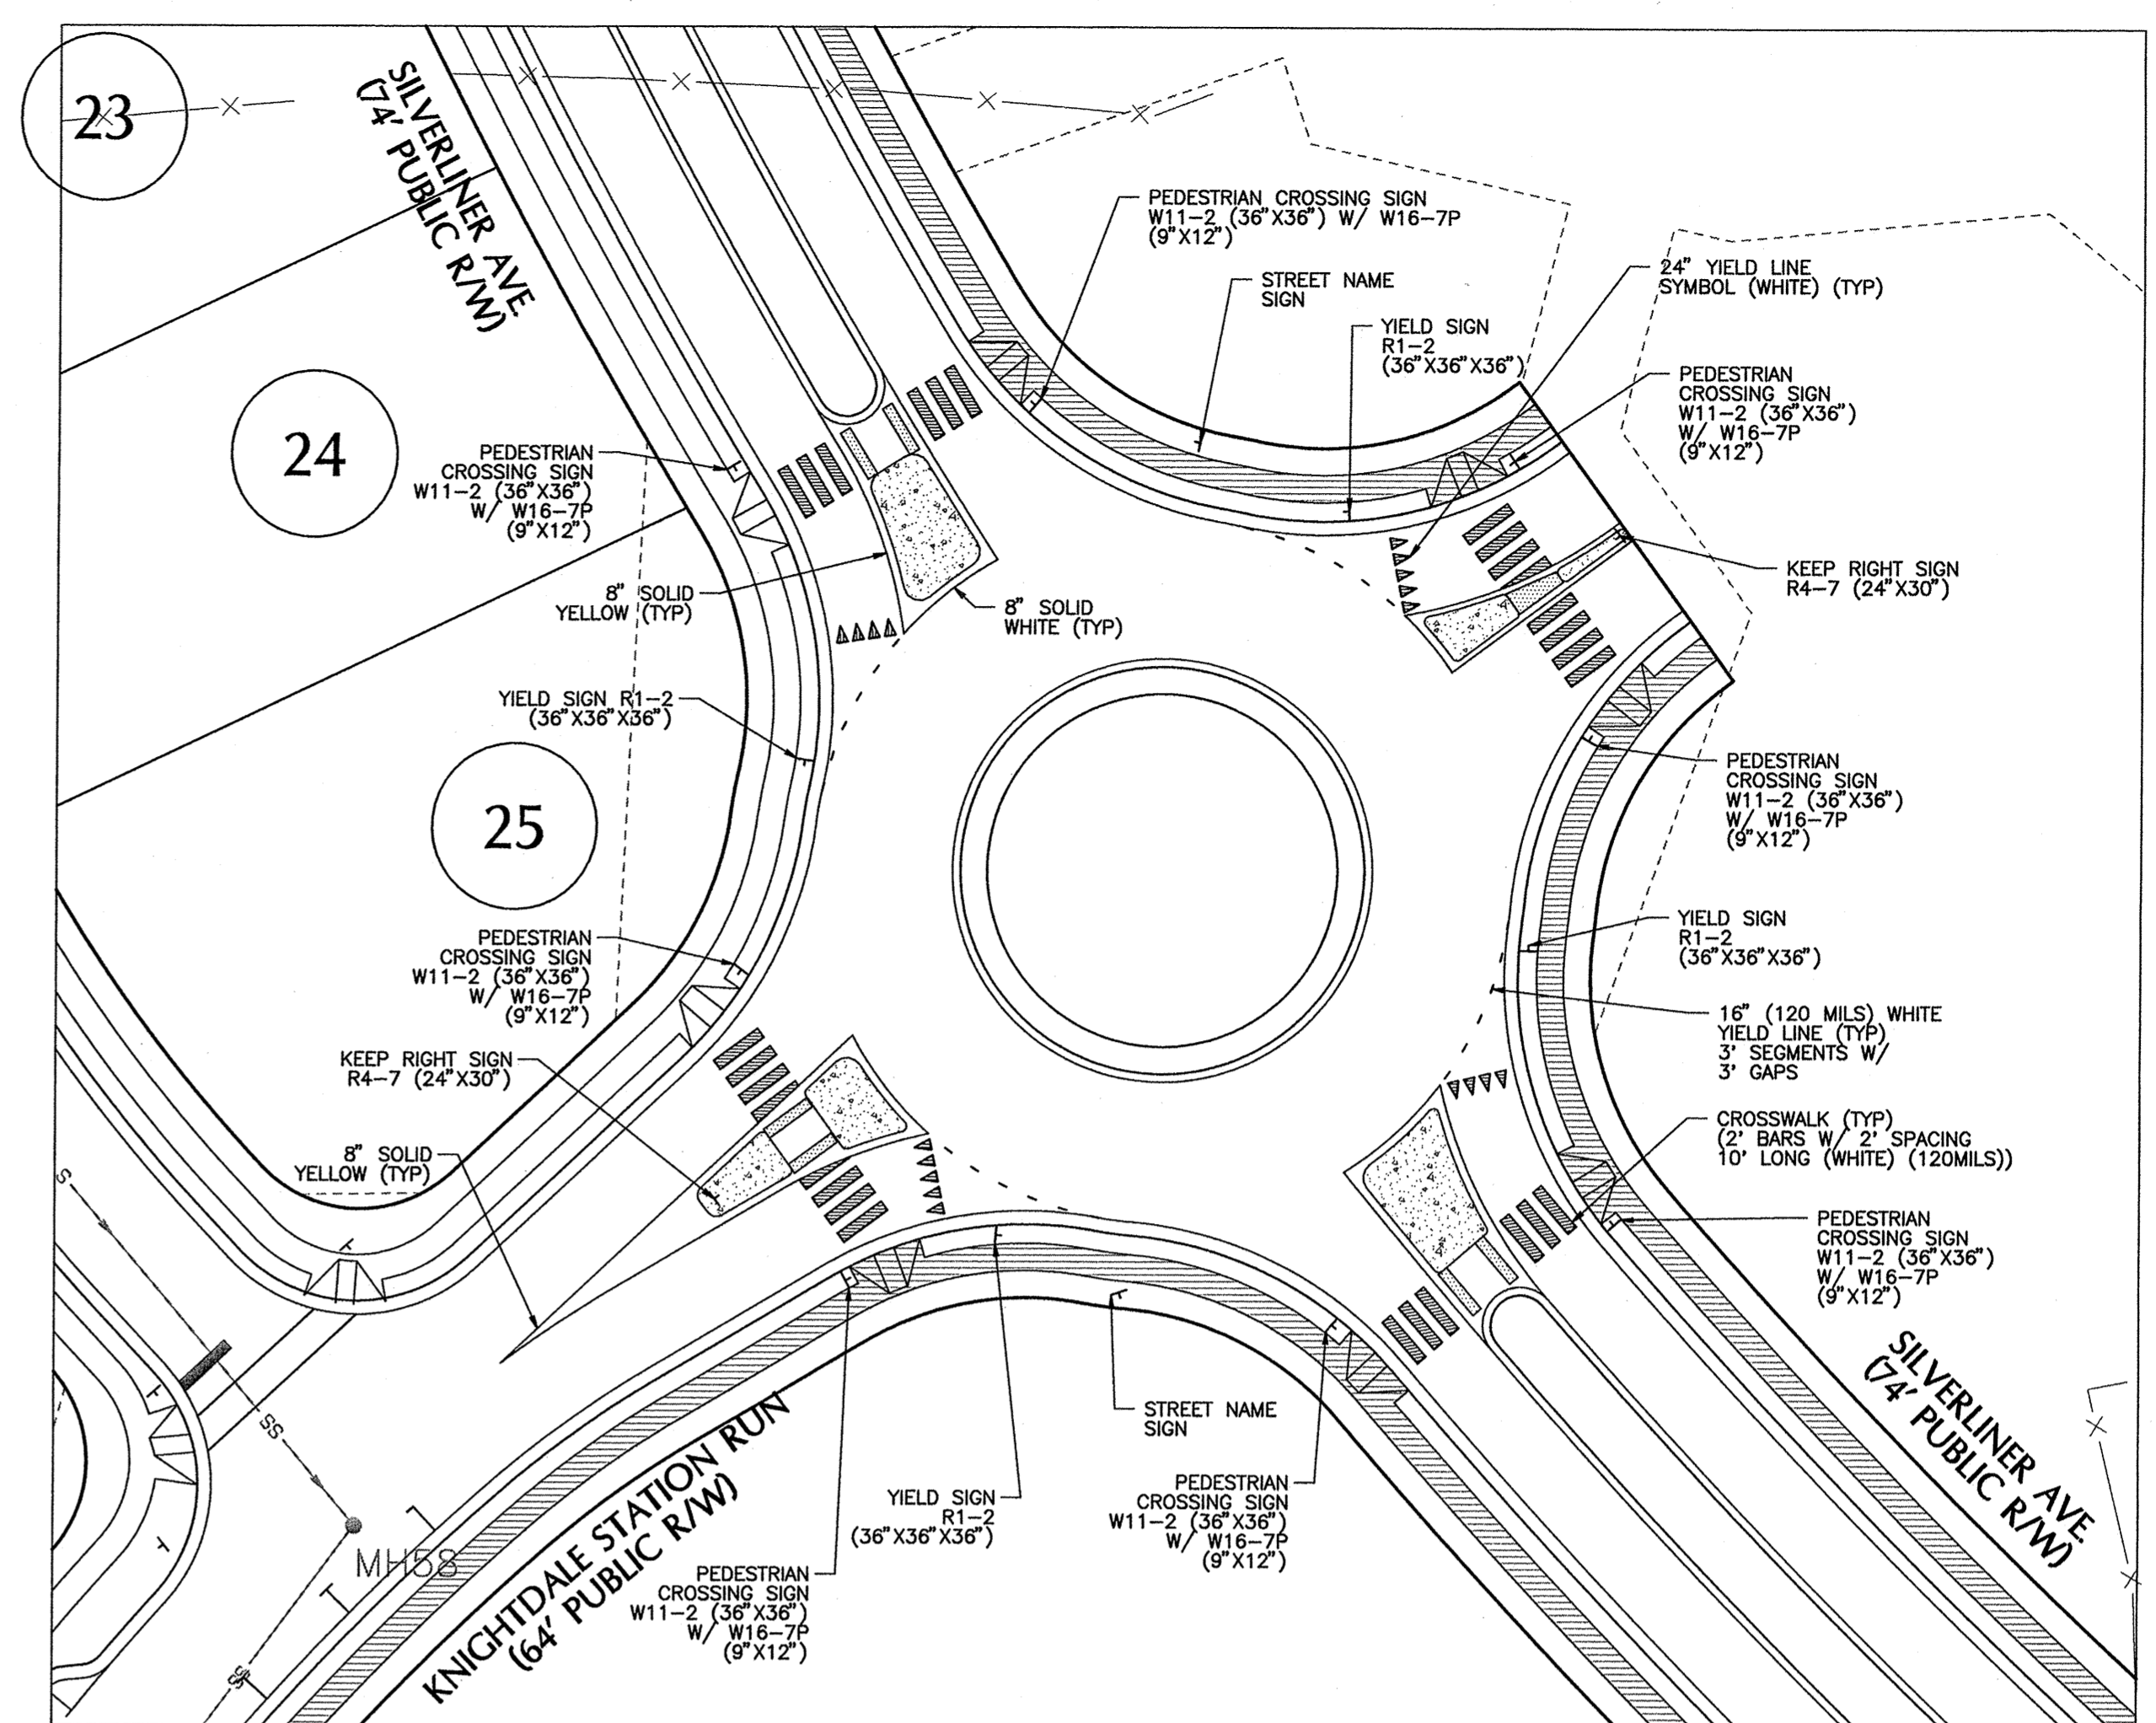 23
SILVERLINER AVE.
(74' PUBLIC R/W)
PEDESTRIAN CROSSING SIGN
W11-2 (36"X36") W/ W16-7P
(9"X12")
STREET NAME
SIGN
24" YIELD LINE
SYMBOL (WHITE) (TYP)
YIELD SIGN
R1-2
(36"X36"X36")
PEDESTRIAN
CROSSING SIGN
W11-2 (36"X36")
W/ W16-7P
(9"X12")
24
PEDESTRIAN
CROSSING SIGN
W11-2 (36"X36")
W/ W16-7P
(9"X12")
8" SOLID
YELLOW (TYP)
8" SOLID
WHITE (TYP)
KEEP RIGHT SIGN
R4-7 (24"X30")
YIELD SIGN R1-2
(36"X36"X36")
25
PEDESTRIAN
CROSSING SIGN
W11-2 (36"X36")
W/ W16-7P
(9"X12")
YIELD SIGN
R1-2
(36"X36"X36")
PEDESTRIAN
CROSSING SIGN
W11-2 (36"X36")
W/ W16-7P
(9"X12")
16" (120 MILS) WHITE
YIELD LINE (TYP)
3' SEGMENTS W/
3' GAPS
KEEP RIGHT SIGN
R4-7 (24"X30")
CROSSWALK (TYP)
(2' BARS W/ 2' SPACING
10' LONG (WHITE) (120MILS))
8" SOLID
YELLOW (TYP)
S
PEDESTRIAN
CROSSING SIGN
W11-2 (36"X36")
W/ W16-7P
(9"X12")
SILVERLINER AVE.
(74' PUBLIC R/W)
SS
STREET NAME
SIGN
KNIGHTDALE STATION RUN
(64' PUBLIC R/W)
YIELD SIGN
R1-2
(36"X36"X36")
PEDESTRIAN
CROSSING SIGN
W11-2 (36"X36")
W/ W16-7P
(9"X12")
MH58
PEDESTRIAN
CROSSING SIGN
W11-2 (36"X36")
W/ W16-7P
(9"X12")
SS